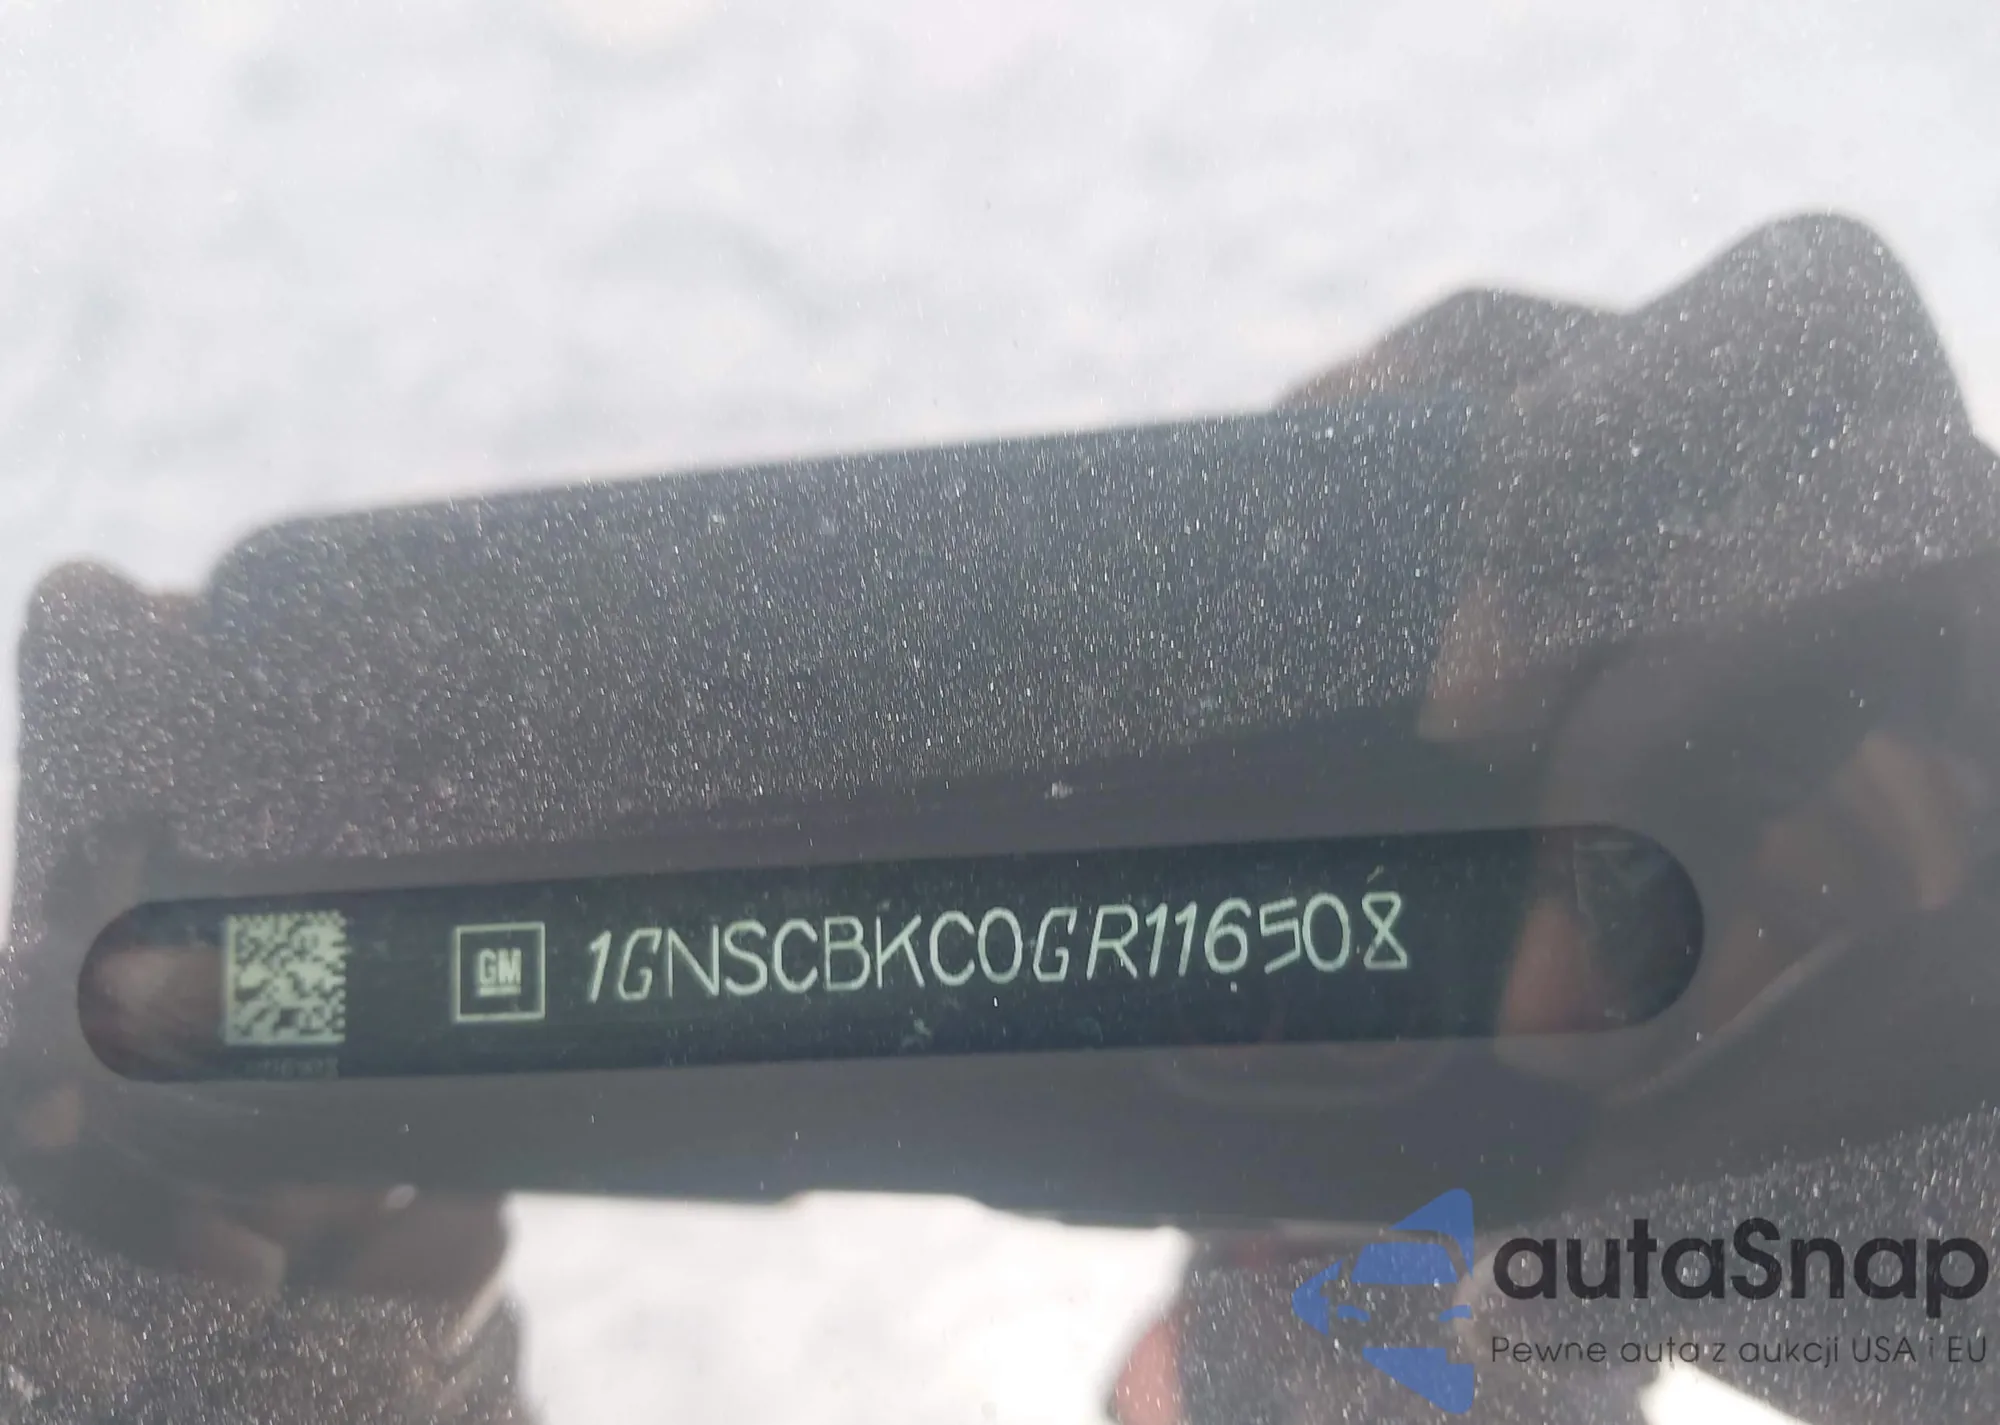 GM 1GNSCBKC0GR116508
autaSnap
Pewne auta z aukcji USA i EU